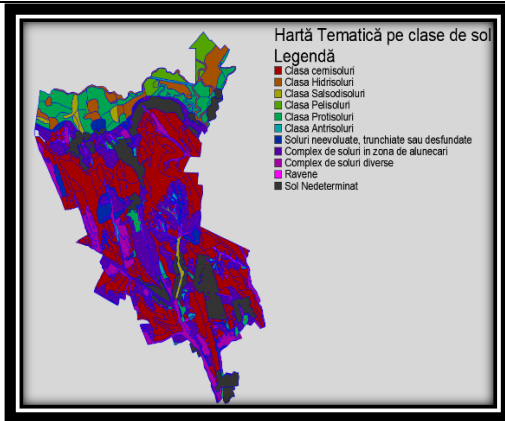 Hartă Tematică pe clase de sol
Legendă
Clasa cernisoluri
Clasa Hidrisoluri
Clasa Salsodisoluri
Clasa Pelisoluri
Clasa Protisoluri
Clasa Antrisoluri
Soluri neevoluate, trunchiate sau desfundate
Complex de soluri in zona de alunecari
Complex de soluri diverse
Ravene
Sol Nedeterminat